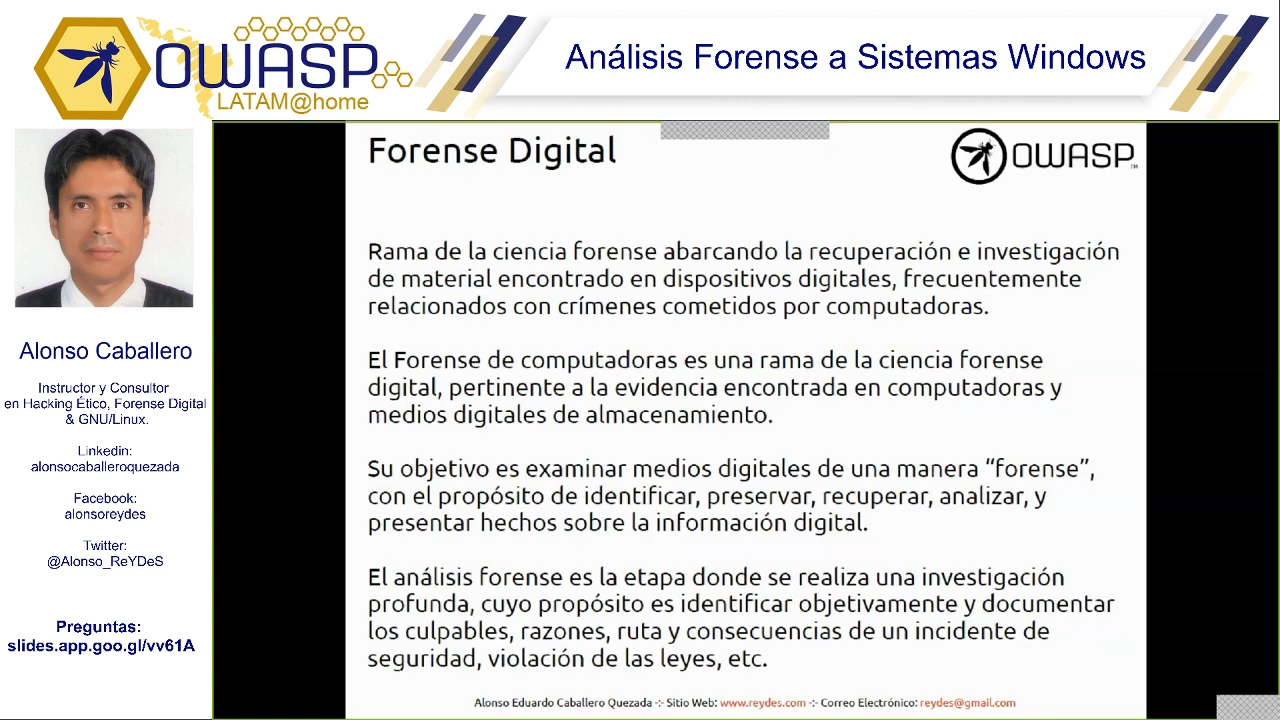 OWASP
LATAM@home
Análisis Forense a Sistemas Windows
Alonso Caballero
Instructor y Consultor
en Hacking Ético, Forense Digital
& GNU/Linux.
Linkedin:
alonsocaballeroquezada
Facebook:
alonsoreydes
Twitter:
@Alonso_ReYDeS
Preguntas:
slides.app.goo.gl/vv61A
Forense Digital
OWASP™
Rama de la ciencia forense abarcando la recuperación e investigación
de material encontrado en dispositivos digitales, frecuentemente
relacionados con crímenes cometidos por computadoras.
El Forense de computadoras es una rama de la ciencia forense
digital, pertinente a la evidencia encontrada en computadoras y
medios digitales de almacenamiento.
Su objetivo es examinar medios digitales de una manera “forense”,
con el propósito de identificar, preservar, recuperar, analizar, y
presentar hechos sobre la información digital.
El análisis forense es la etapa donde se realiza una investigación
profunda, cuyo propósito es identificar objetivamente y documentar
los culpables, razones, ruta y consecuencias de un incidente de
seguridad, violación de las leyes, etc.
Alonso Eduardo Caballero Quezada -:- Sitio Web: www.reydes.com -:- Correo Electrónico: reydes@gmail.com